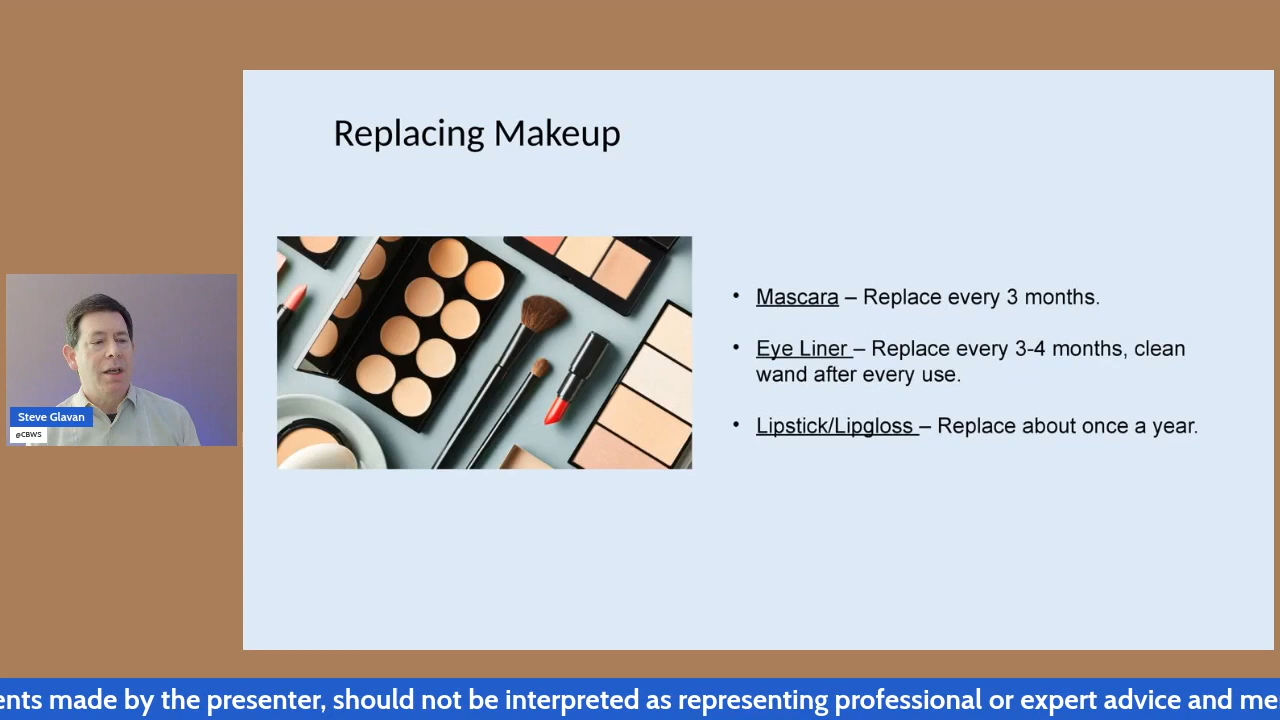 Replacing Makeup
• Mascara – Replace every 3 months.
• Eye Liner – Replace every 3-4 months, clean
wand after every use.
• Lipstick/Lipgloss – Replace about once a year.
Steve Glavan
@CBWS
made by the presenter, should not be interpreted as representing professional or expert advice and